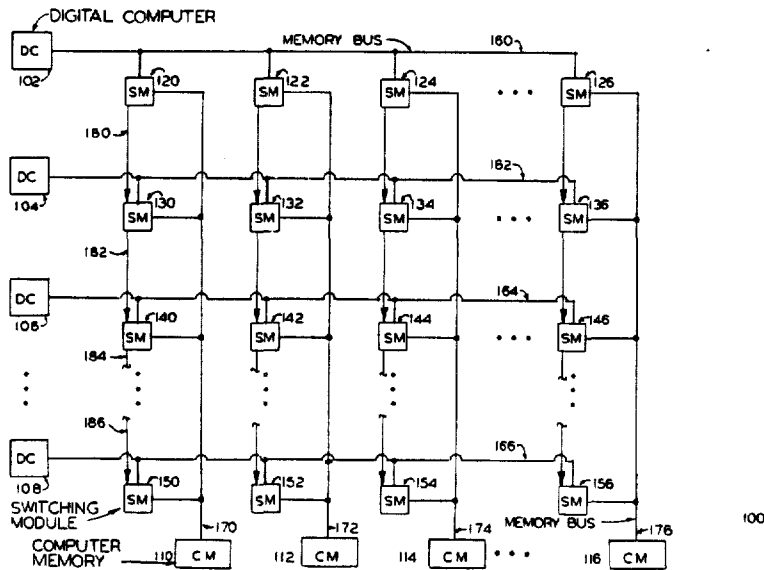 DIGITAL COMPUTER
DC
102
MEMORY BUS
160
SM
120
SM
122
SM
124
SM
126
180
DC
104
162
SM
130
SM
132
SM
134
SM
136
182
DC
106
164
SM
140
SM
142
SM
144
SM
146
184
186
DC
108
166
SM
150
SM
152
SM
154
SM
156
SWITCHING
MODULE
170
172
174
MEMORY BUS
176
100
COMPUTER
MEMORY
110
CM
112
CM
114
CM
116
CM